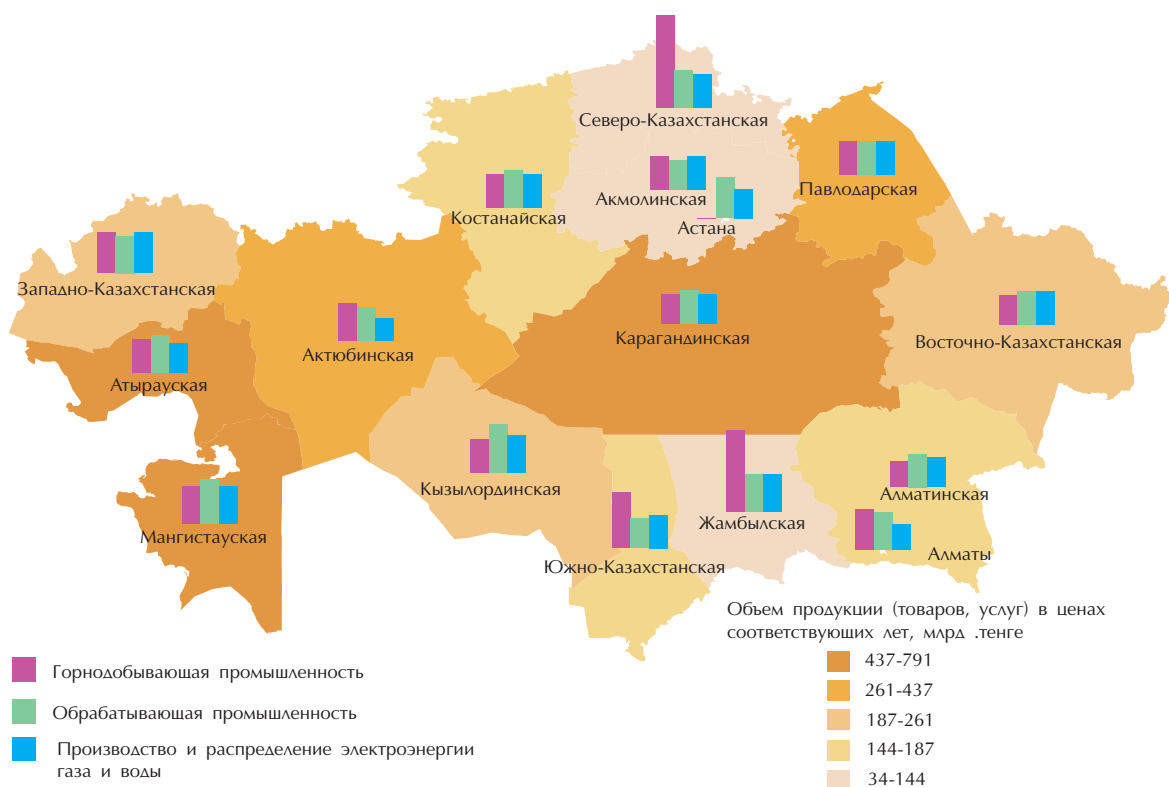 Северо-Казахстанская
Акмолинская
Астана
Павлодарская
Костанайская
Западно-Казахстанская
Актюбинская
Карагандинская
Восточно-Казахстанская
Атырауская
Кызылординская
Алматинская
Мангистауская
Жамбылская
Алматы
Южно-Казахстанская
Объем продукции (товаров, услуг) в ценах
соответствующих лет, млрд .тенге
437-791
261-437
187-261
144-187
34-144
Горнодобывающая промышленность
Обрабатывающая промышленность
Производство и распределение электроэнергии
газа и воды